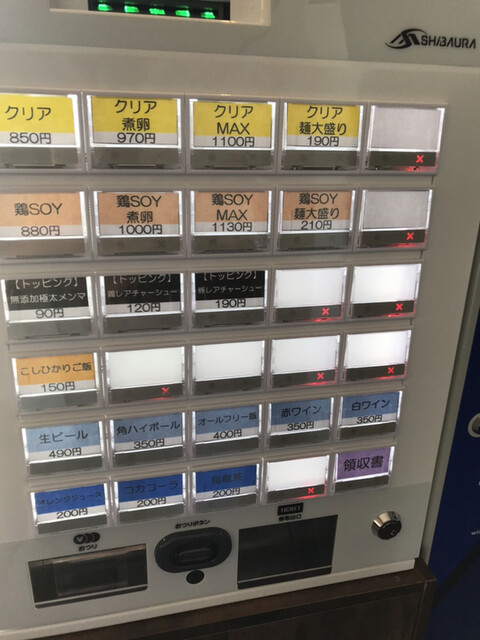 SHIBAURA
クリア
850円
クリア
煮卵
970円
クリア
MAX
1100円
クリア
麺大盛り
190円
鶏SOY
880円
鶏SOY
煮卵
1000円
鶏SOY
MAX
1130円
鶏SOY
麺大盛り
210円
【トッピング】
無添加極太メンマ
90円
【トッピング】
鶏レアチャーシュー
120円
【トッピング】
豚レアチャーシュー
190円
こしひかりご飯
150円
生ビール
490円
角ハイボール
350円
オールフリー瓶
400円
赤ワイン
350円
白ワイン
350円
オレンジジュース
200円
コカコーラ
200円
烏龍茶
200円
領収書
おつり
おつりボタン
TICKET
券取出口